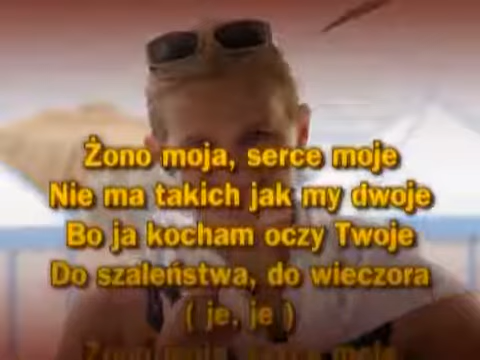 Żono moja, serce moje
Nie ma takich jak my dwoje
Bo ja kocham oczy Twoje
Do szaleństwa, do wieczora
( je, je )